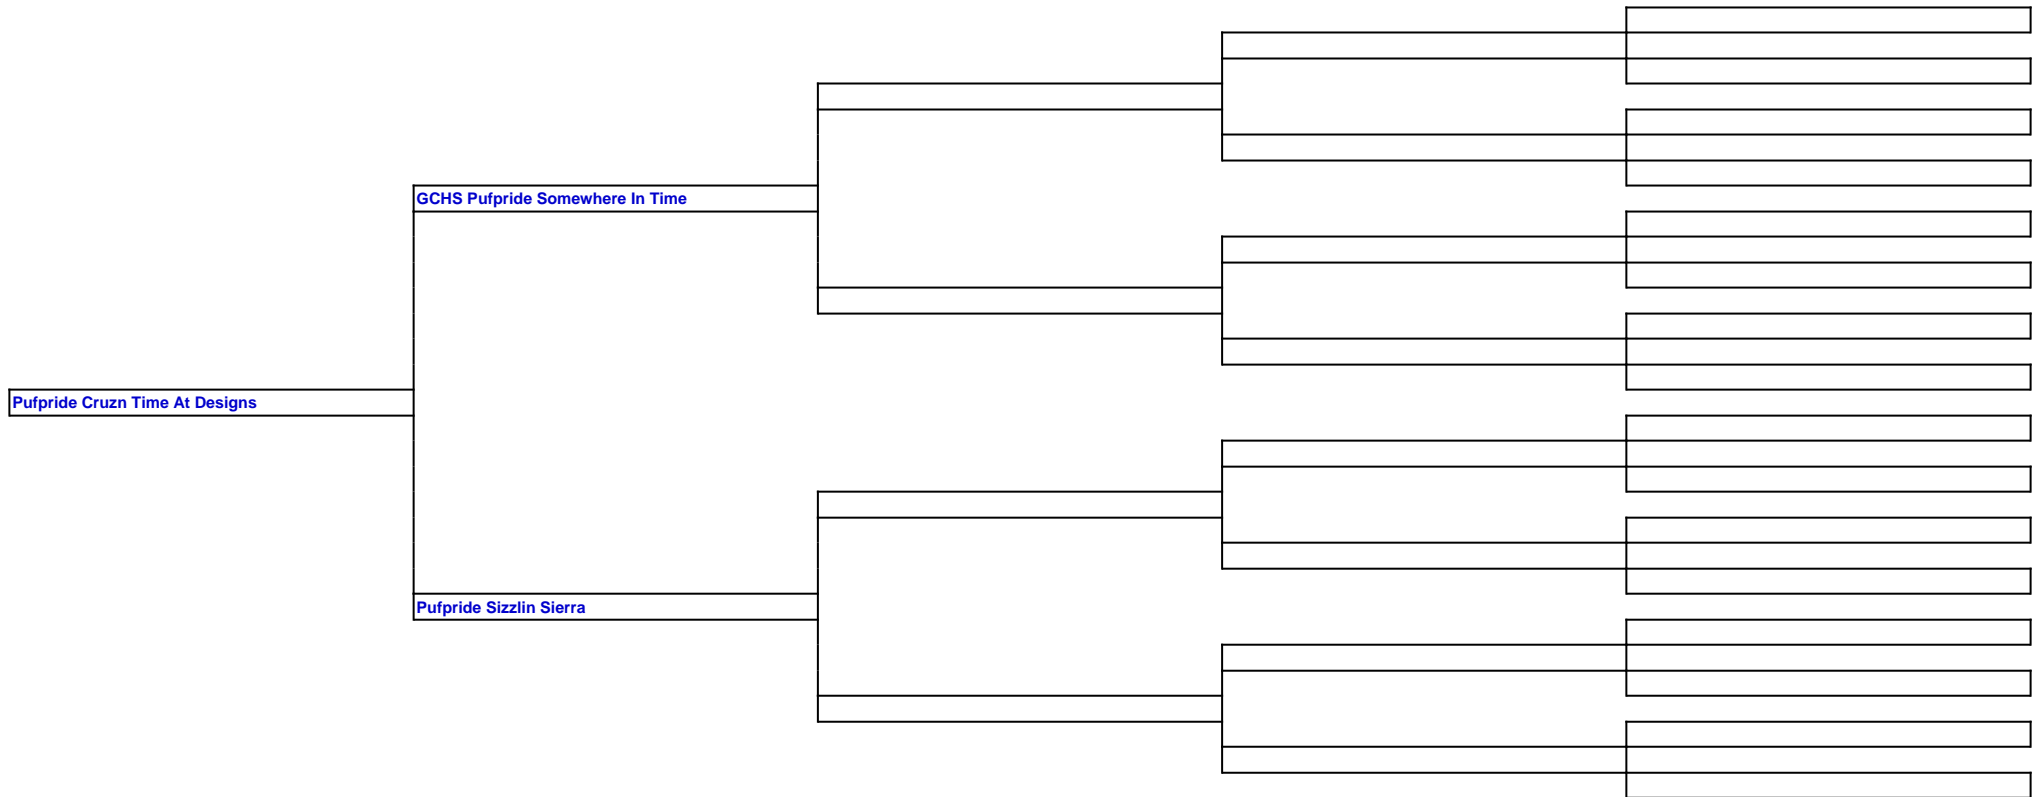 GCHS Pufpride Somewhere In Time
Pufpride Cruzn Time At Designs
Pufpride Sizzlin Sierra